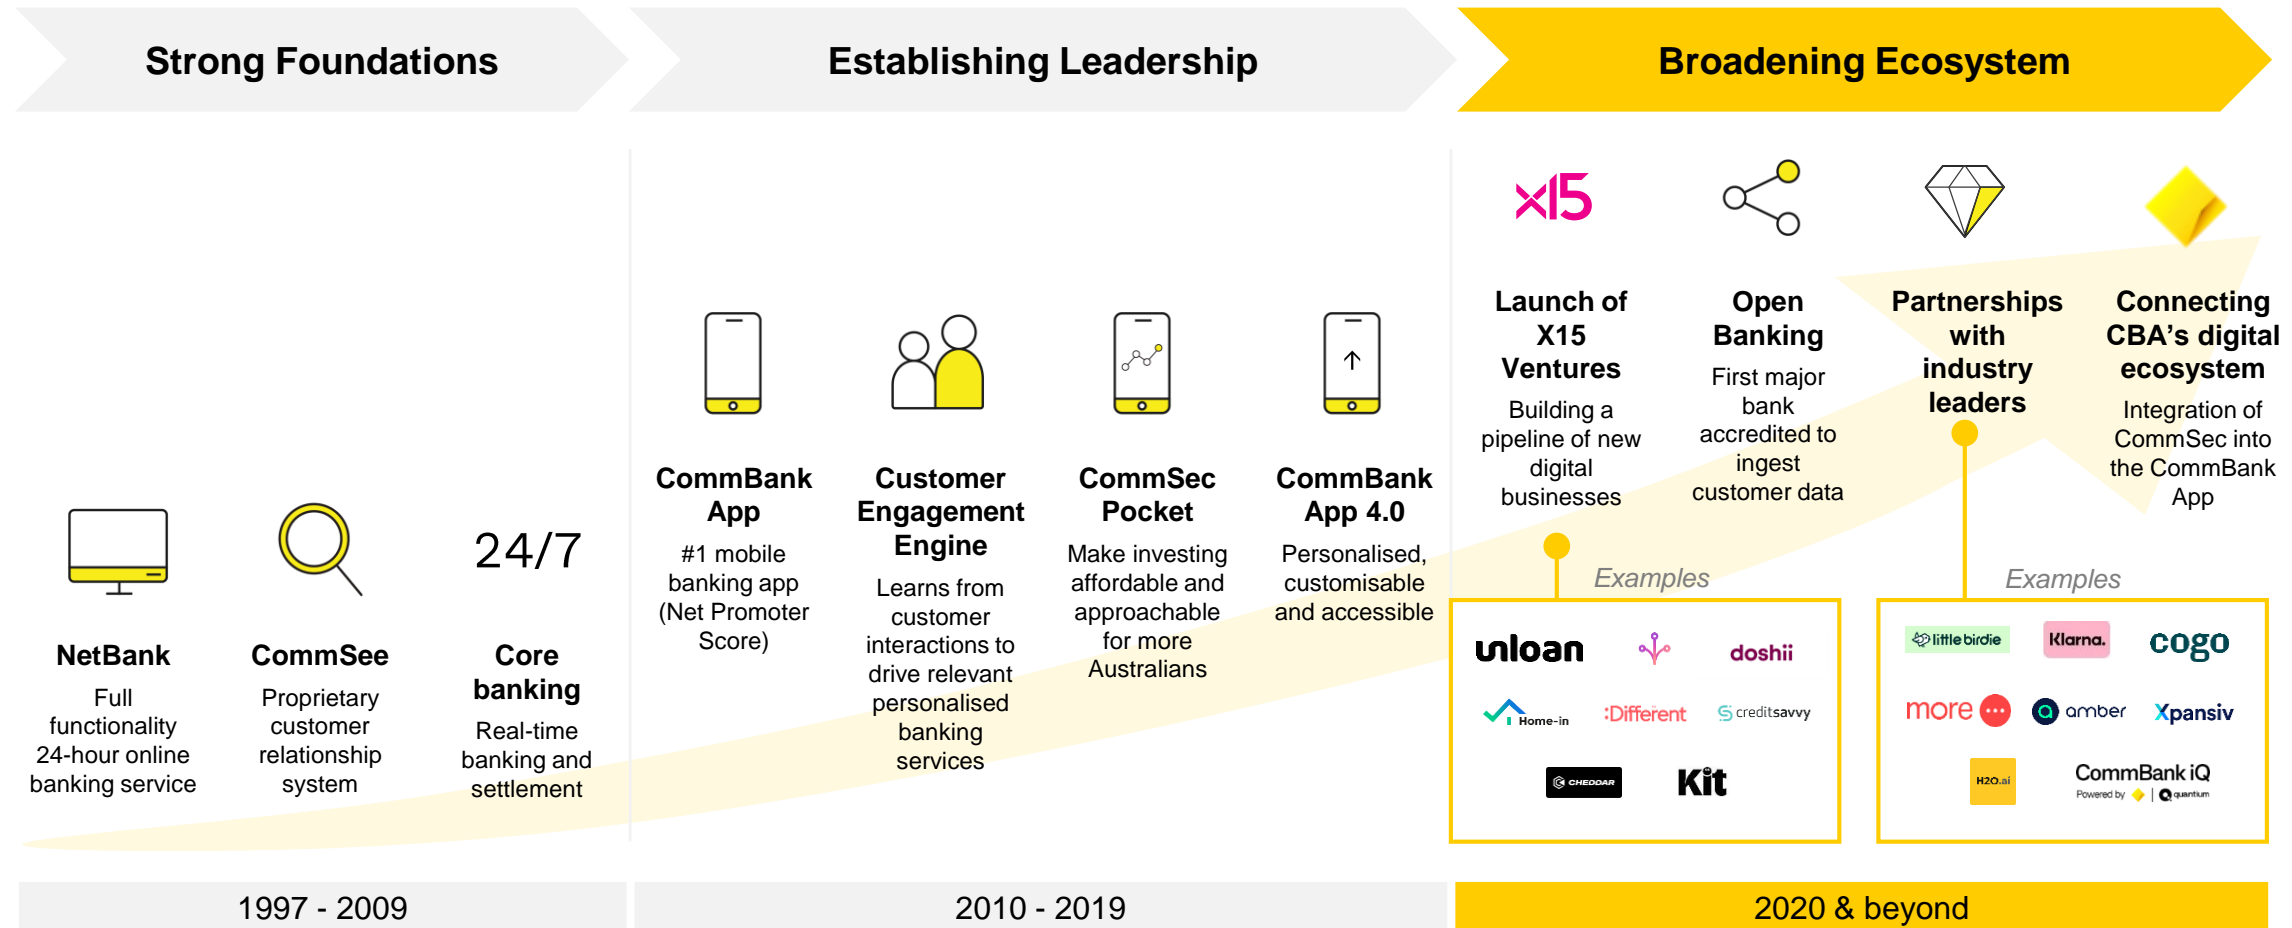 Strong Foundations
Establishing Leadership
Broadening Ecosystem
NetBank
Full
functionality
24-hour online
banking service
CommSee
Proprietary
customer
relationship
system
24/7
Core
banking
Real-time
banking and
settlement
CommBank
App
#1 mobile
banking app
(Net Promoter
Score)
Customer
Engagement
Engine
Learns from
customer
interactions to
drive relevant
personalised
banking
services
CommSec
Pocket
Make investing
affordable and
approachable
for more
Australians
CommBank
App 4.0
Personalised,
customisable
and accessible
x15
Launch of
X15
Ventures
Building a
pipeline of new
digital
businesses
Examples
unloan
doshii
Home-in
:Different
creditsavvy
CHEDDAR
Kit
Open
Banking
First major
bank
accredited to
ingest
customer data
Partnerships
with
industry
leaders
Examples
little birdie
Klarna.
cogo
more
amber
Xpansiv
H2O.ai
CommBank iQ
Powered by | quantium
Connecting
CBA's digital
ecosystem
Integration of
CommSec into
the CommBank
App
1997 - 2009
2010 - 2019
2020 & beyond